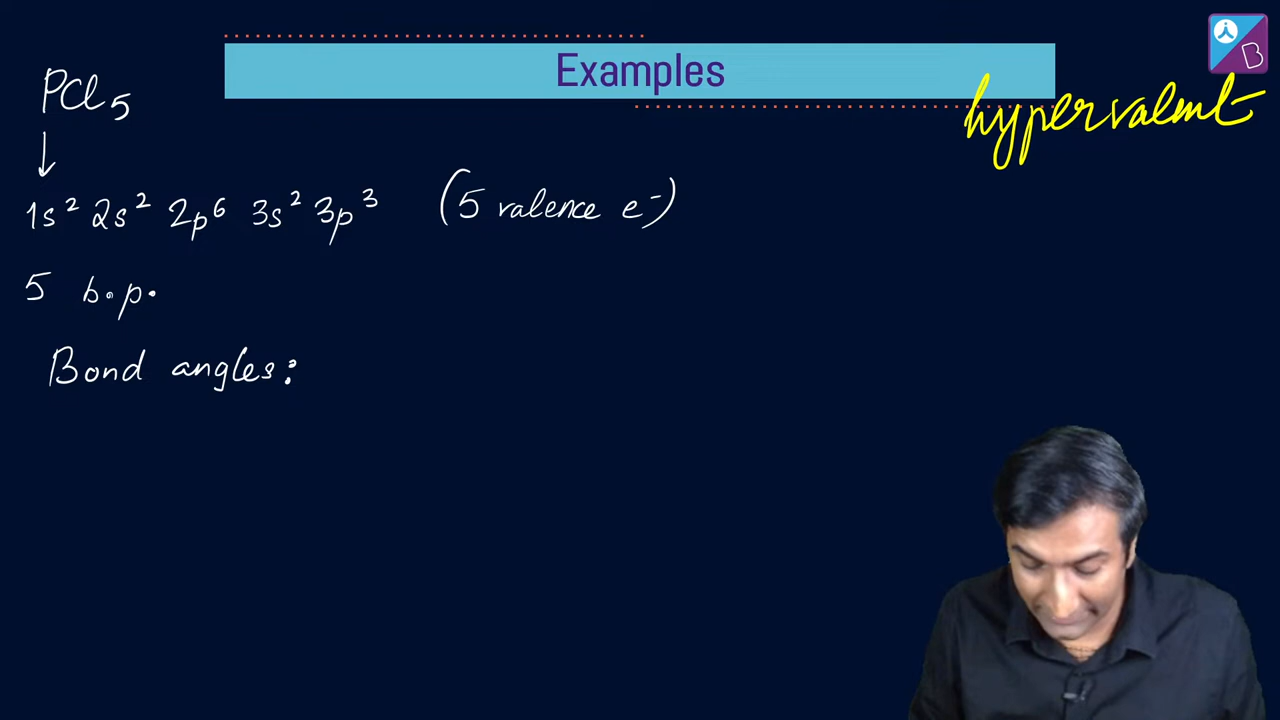 Examples
hypervalent
PCl₅
↓
1s² 2s² 2p⁶ 3s² 3p³ (5 valence e⁻)
5 b.p.
Bond angles:
B